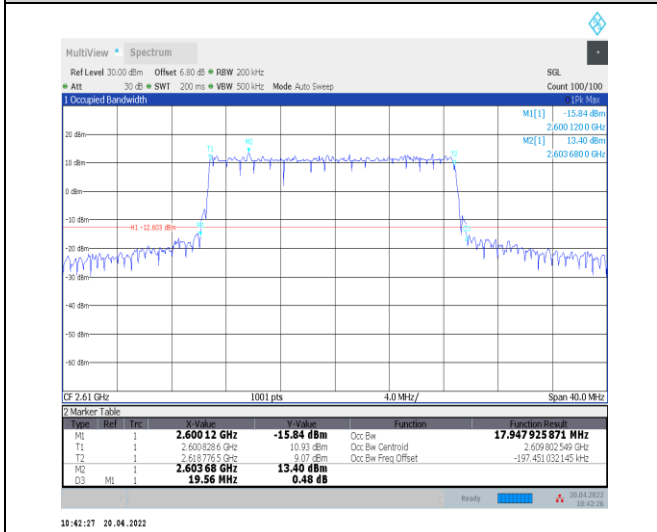 MultiView Spectrum
Ref Level 30.00 dBm Offset 6.80 dB RBW 200 kHz SGL
Att 30 dB SWT 200 ms VBW 500 kHz Mode Auto Sweep Count 100/100
1 Occupied Bandwidth 1Pk Max
M1[1] -15.84 dBm
2.600 120 0 GHz
M2[1] 13.40 dBm
2.603 680 0 GHz
20 dBm
10 dBm
0 dBm
-10 dBm
H1 -12.603 dBm
-20 dBm
-30 dBm
-40 dBm
-50 dBm
-60 dBm
CF 2.61 GHz 1001 pts 4.0 MHz/ Span 40.0 MHz
2 Marker Table
Type Ref Trc X-Value Y-Value Function Function Result
M1 1 2.600 12 GHz -15.84 dBm Occ Bw 17.947 925 871 MHz
T1 1 2.600 828 6 GHz 10.93 dBm Occ Bw Centroid 2.609 802 549 GHz
T2 1 2.618 776 5 GHz 9.07 dBm Occ Bw Freq Offset -197.451 032 145 kHz
M2 1 2.603 68 GHz 13.40 dBm
D3 M1 1 19.56 MHz 0.48 dB
Ready 20.04.2022
10:42:26
10:42:27 20.04.2022